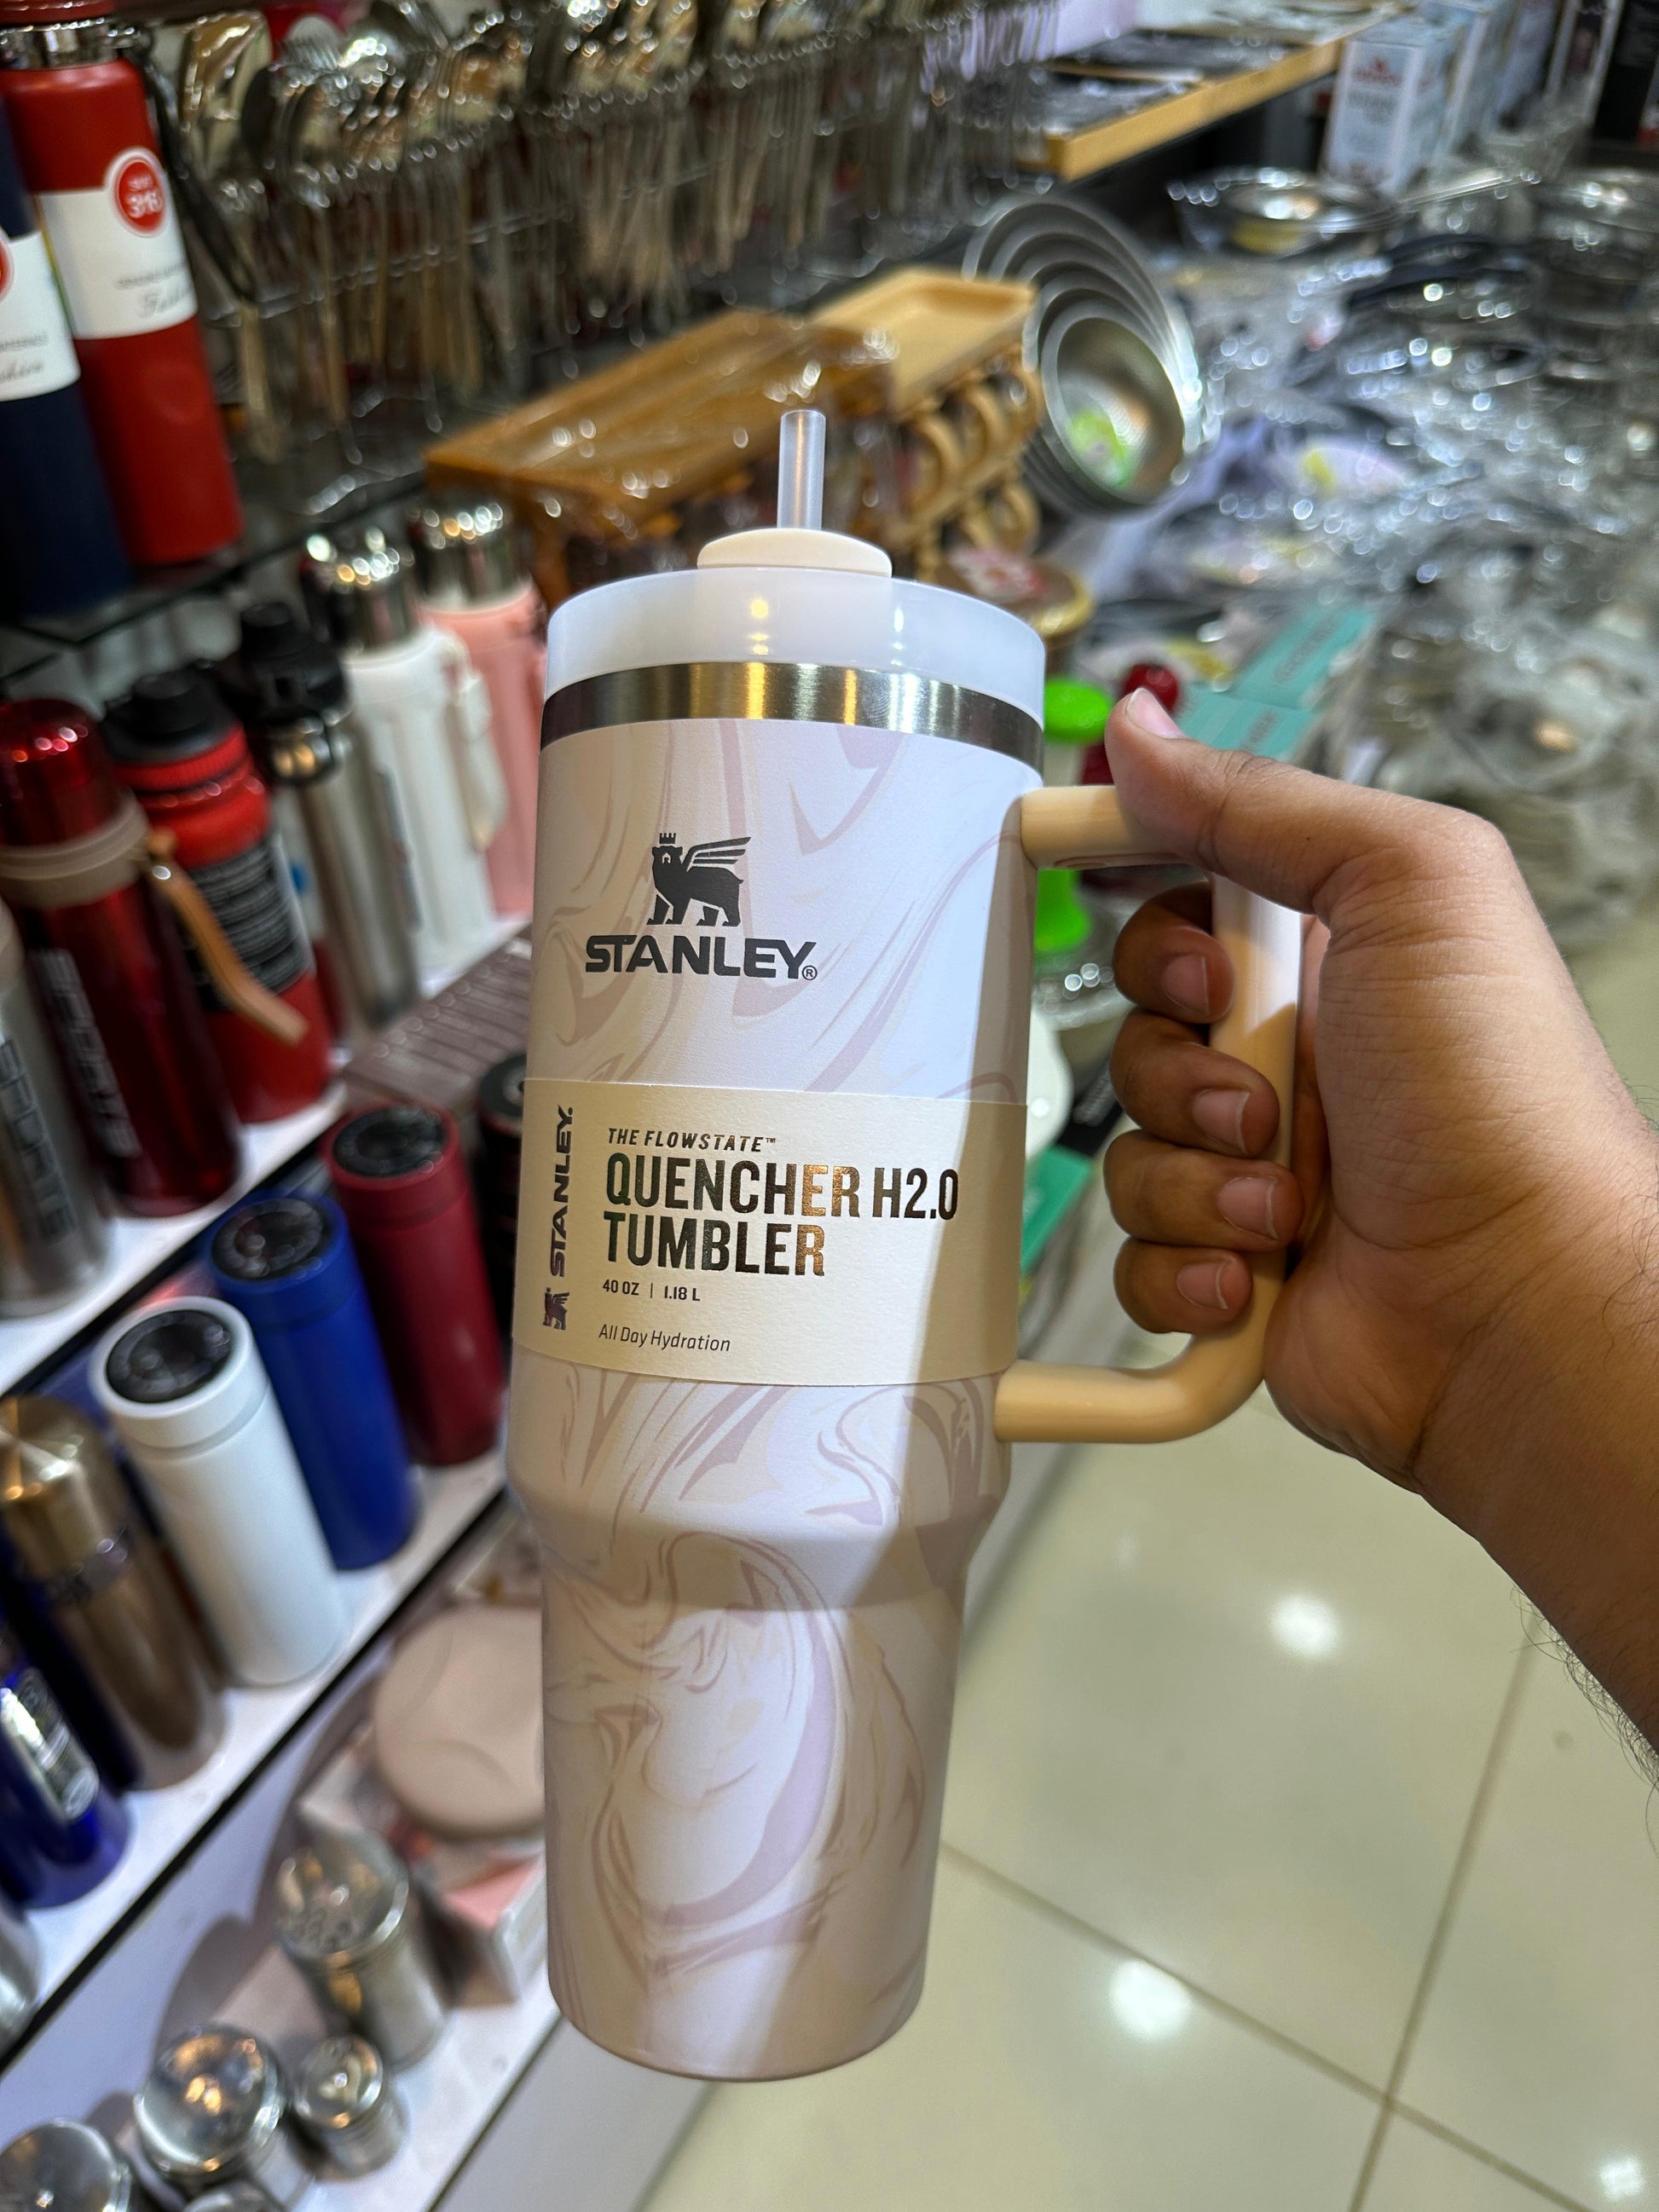 STANLEY®
STANLEY.
THE FLOWSTATE™
QUENCHER H2.0
TUMBLER
40 OZ | 1.18 L
All Day Hydration